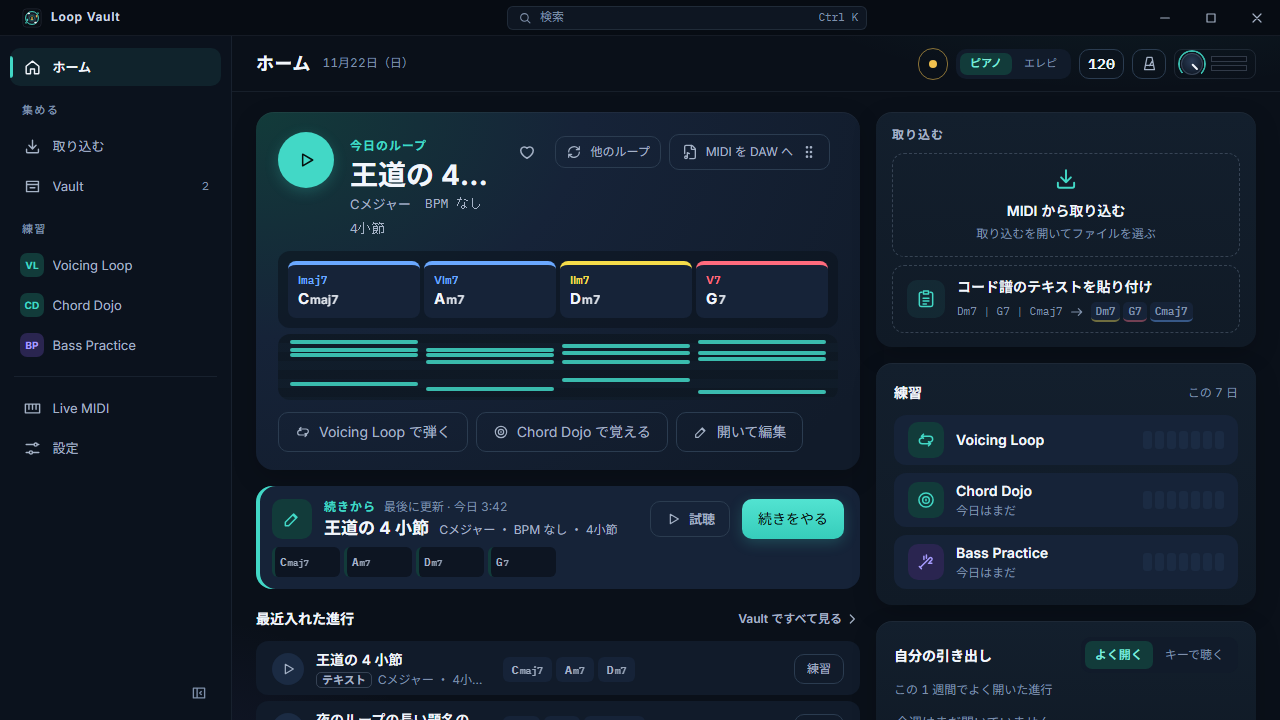 Loop Vault
検索
Ctrl K
ホーム
集める
取り込む
Vault
2
練習
VL
Voicing Loop
CD
Chord Dojo
BP
Bass Practice
Live MIDI
設定
ホーム
11月22日（日）
ピアノ
エレピ
120
今日のループ
王道の 4...
Cメジャー BPM なし
4小節
他のループ
MIDI を DAW へ
Imaj7
Cmaj7
VIm7
Am7
IIm7
Dm7
V7
G7
Voicing Loop で弾く
Chord Dojo で覚える
開いて編集
続きから 最後に更新 · 今日 3:42
王道の 4 小節 Cメジャー ・ BPM なし ・ 4小節
試聴
続きをやる
Cmaj7
Am7
Dm7
G7
最近入れた進行
Vault ですべて見る
王道の 4 小節
テキスト Cメジャー ・ 4小...
Cmaj7
Am7
Dm7
練習
夜のループの長い題名の
取り込む
MIDI から取り込む
取り込むを開いてファイルを選ぶ
コード譜のテキストを貼り付け
Dm7 | G7 | Cmaj7 → Dm7 G7 Cmaj7
練習
この 7 日
Voicing Loop
Chord Dojo
今日はまだ
Bass Practice
今日はまだ
自分の引き出し
よく開く
キーで聴く
この 1 週間でよく開いた進行